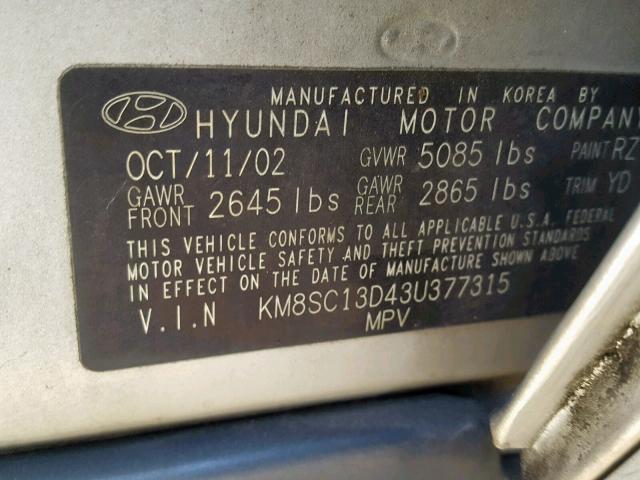 MANUFACTURED IN KOREA BY
HYUNDAI MOTOR COMPANY
OCT/11/02 GVWR 5085 lbs PAINT RZ
GAWR FRONT 2645 lbs GAWR REAR 2865 lbs TRIM YD
THIS VEHICLE CONFORMS TO ALL APPLICABLE U.S.A. FEDERAL
MOTOR VEHICLE SAFETY AND THEFT PREVENTION STANDARDS
IN EFFECT ON THE DATE OF MANUFACTURE SHOWN ABOVE
V.I.N KM8SC13D43U377315
MPV